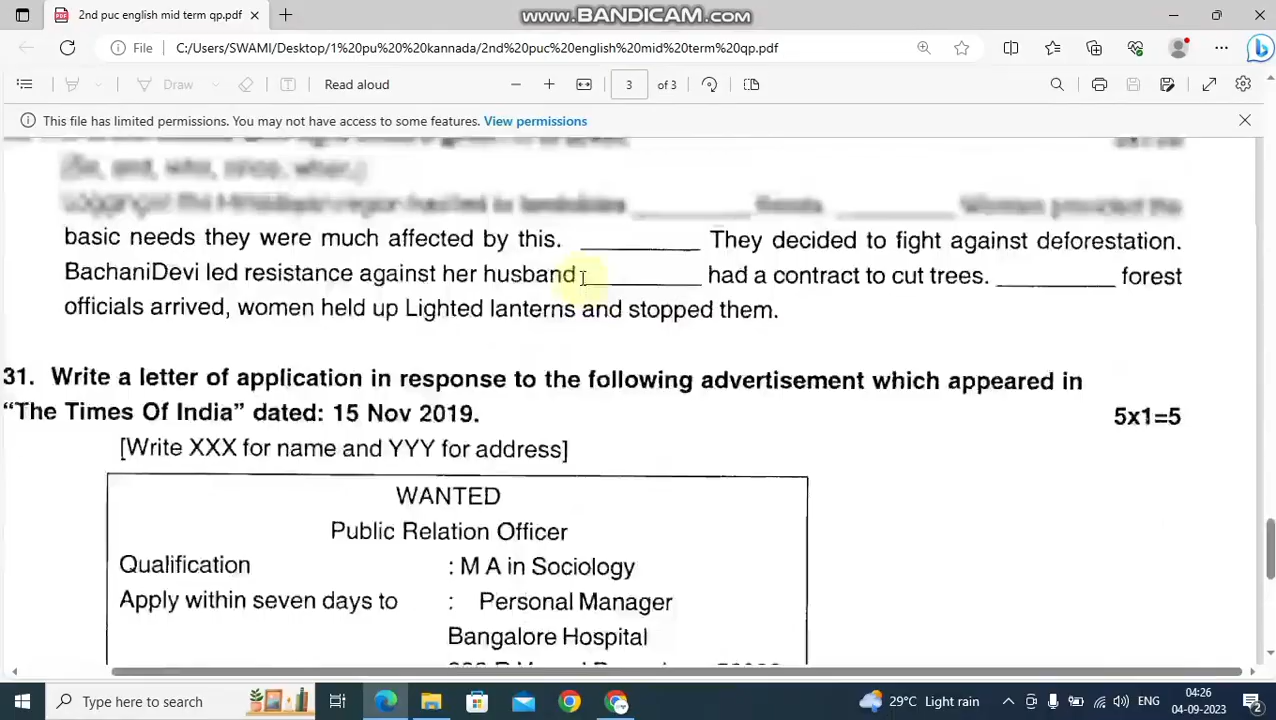 www.BANDICAM.com
2nd puc english mid term qp.pdf
File C:/Users/SWAMI/Desktop/1%20pu%20%20kannada/2nd%20puc%20english%20mid%20term%20qp.pdf
Draw Read aloud 3 of 3
This file has limited permissions. You may not have access to some features. View permissions
basic needs they were much affected by this. __________ They decided to fight against deforestation.
BachaniDevi led resistance against her husband __________ had a contract to cut trees. __________ forest
officials arrived, women held up Lighted lanterns and stopped them.
31. Write a letter of application in response to the following advertisement which appeared in
“The Times Of India” dated: 15 Nov 2019. 5x1=5
[Write XXX for name and YYY for address]
WANTED
Public Relation Officer
Qualification : M A in Sociology
Apply within seven days to : Personal Manager
Bangalore Hospital
Type here to search 29°C Light rain ENG 04:26
04-09-2023 2